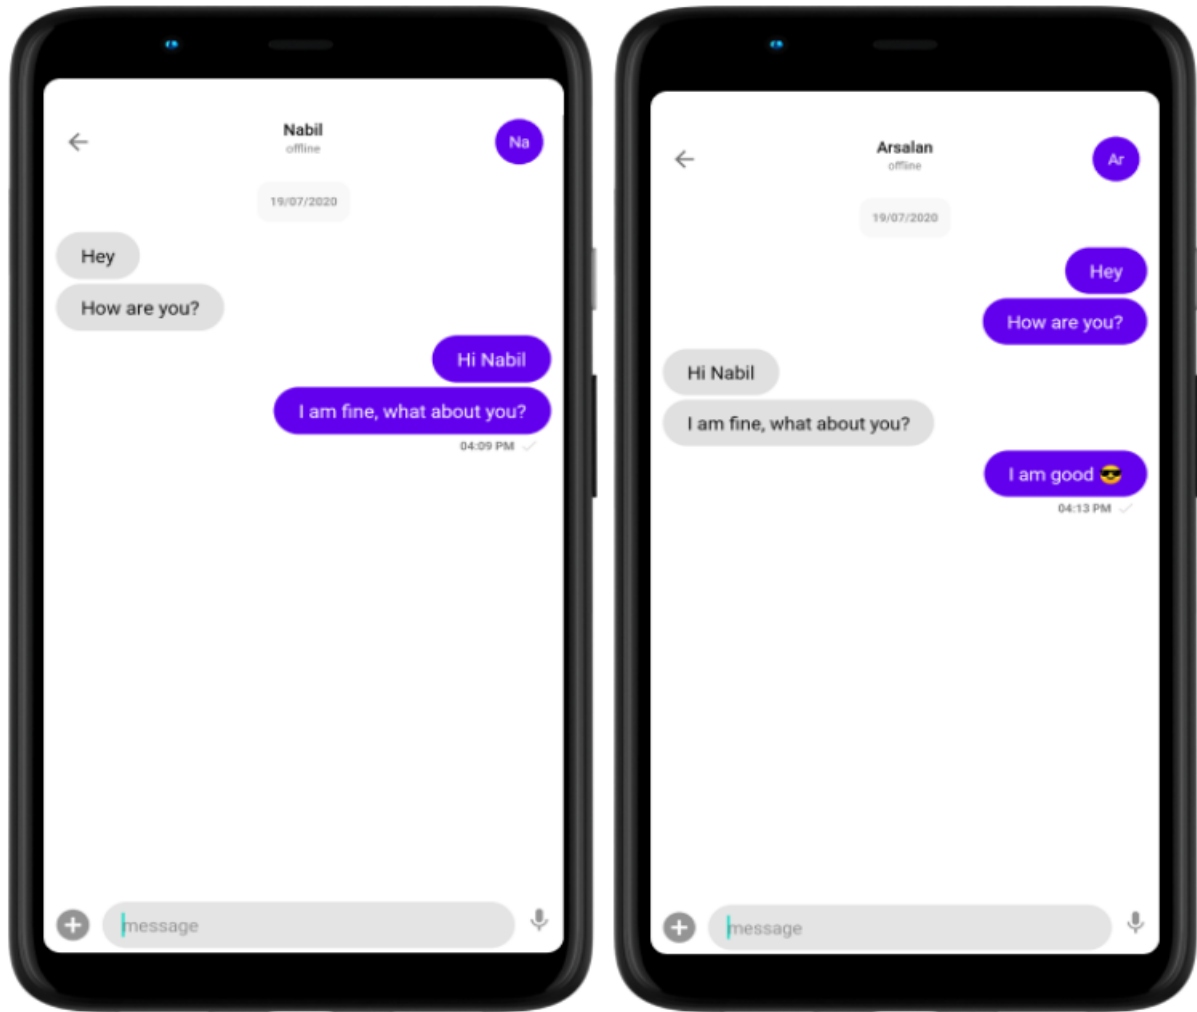 Nabil
offline
Na
19/07/2020
Hey
How are you?
Hi Nabil
I am fine, what about you?
04:09 PM
message
Arsalan
offline
Ar
19/07/2020
Hey
How are you?
Hi Nabil
I am fine, what about you?
I am good 😎
04:13 PM
message